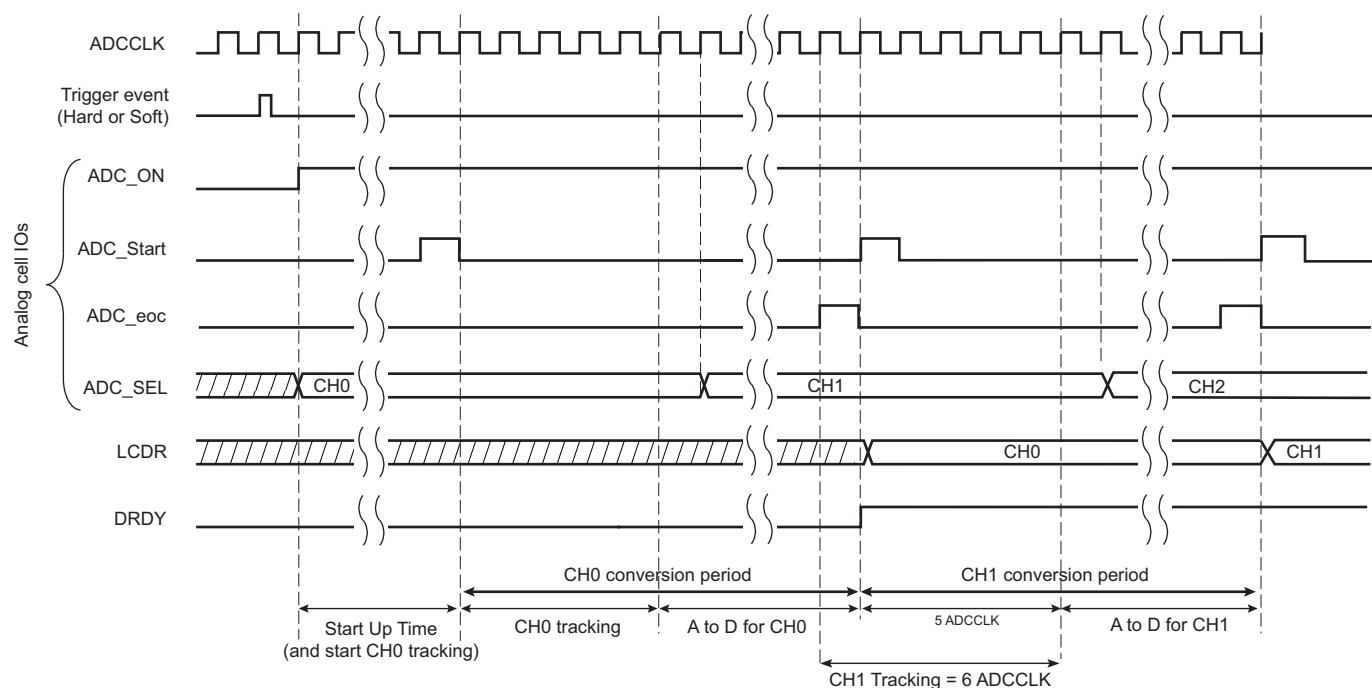 ADCCLK
Trigger event
(Hard or Soft)
Analog cell IOs
ADC_ON
ADC_Start
ADC_eoc
ADC_SEL
CH0
CH1
CH2
LCDR
CH0
CH1
DRDY
CH0 conversion period
CH1 conversion period
Start Up Time
(and start CH0 tracking)
CH0 tracking
A to D for CH0
5 ADCCLK
A to D for CH1
CH1 Tracking = 6 ADCCLK